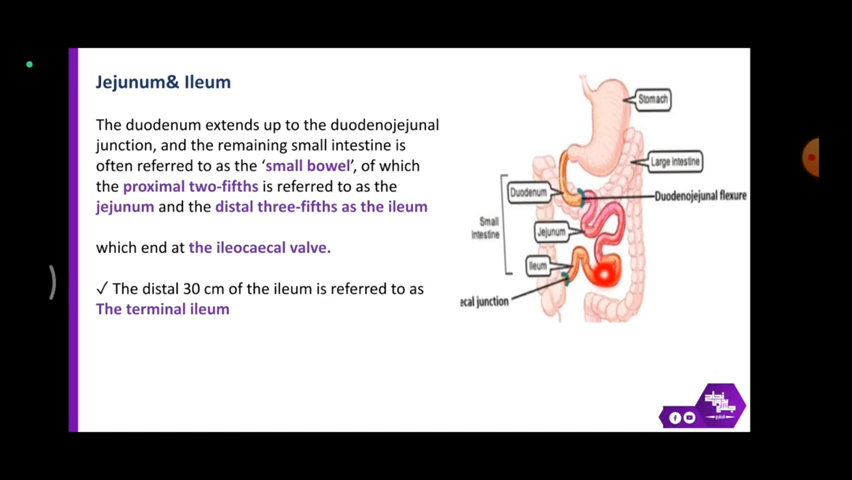 Jejunum& Ileum
The duodenum extends up to the duodenojejunal
junction, and the remaining small intestine is
often referred to as the ‘small bowel’, of which
the proximal two-fifths is referred to as the
jejunum and the distal three-fifths as the ileum
which end at the ileocaecal valve.
✓ The distal 30 cm of the ileum is referred to as
The terminal ileum
Stomach
Large intestine
Duodenum
Duodenojejunal flexure
Small
intestine
Jejunum
Ileum
ecal junction